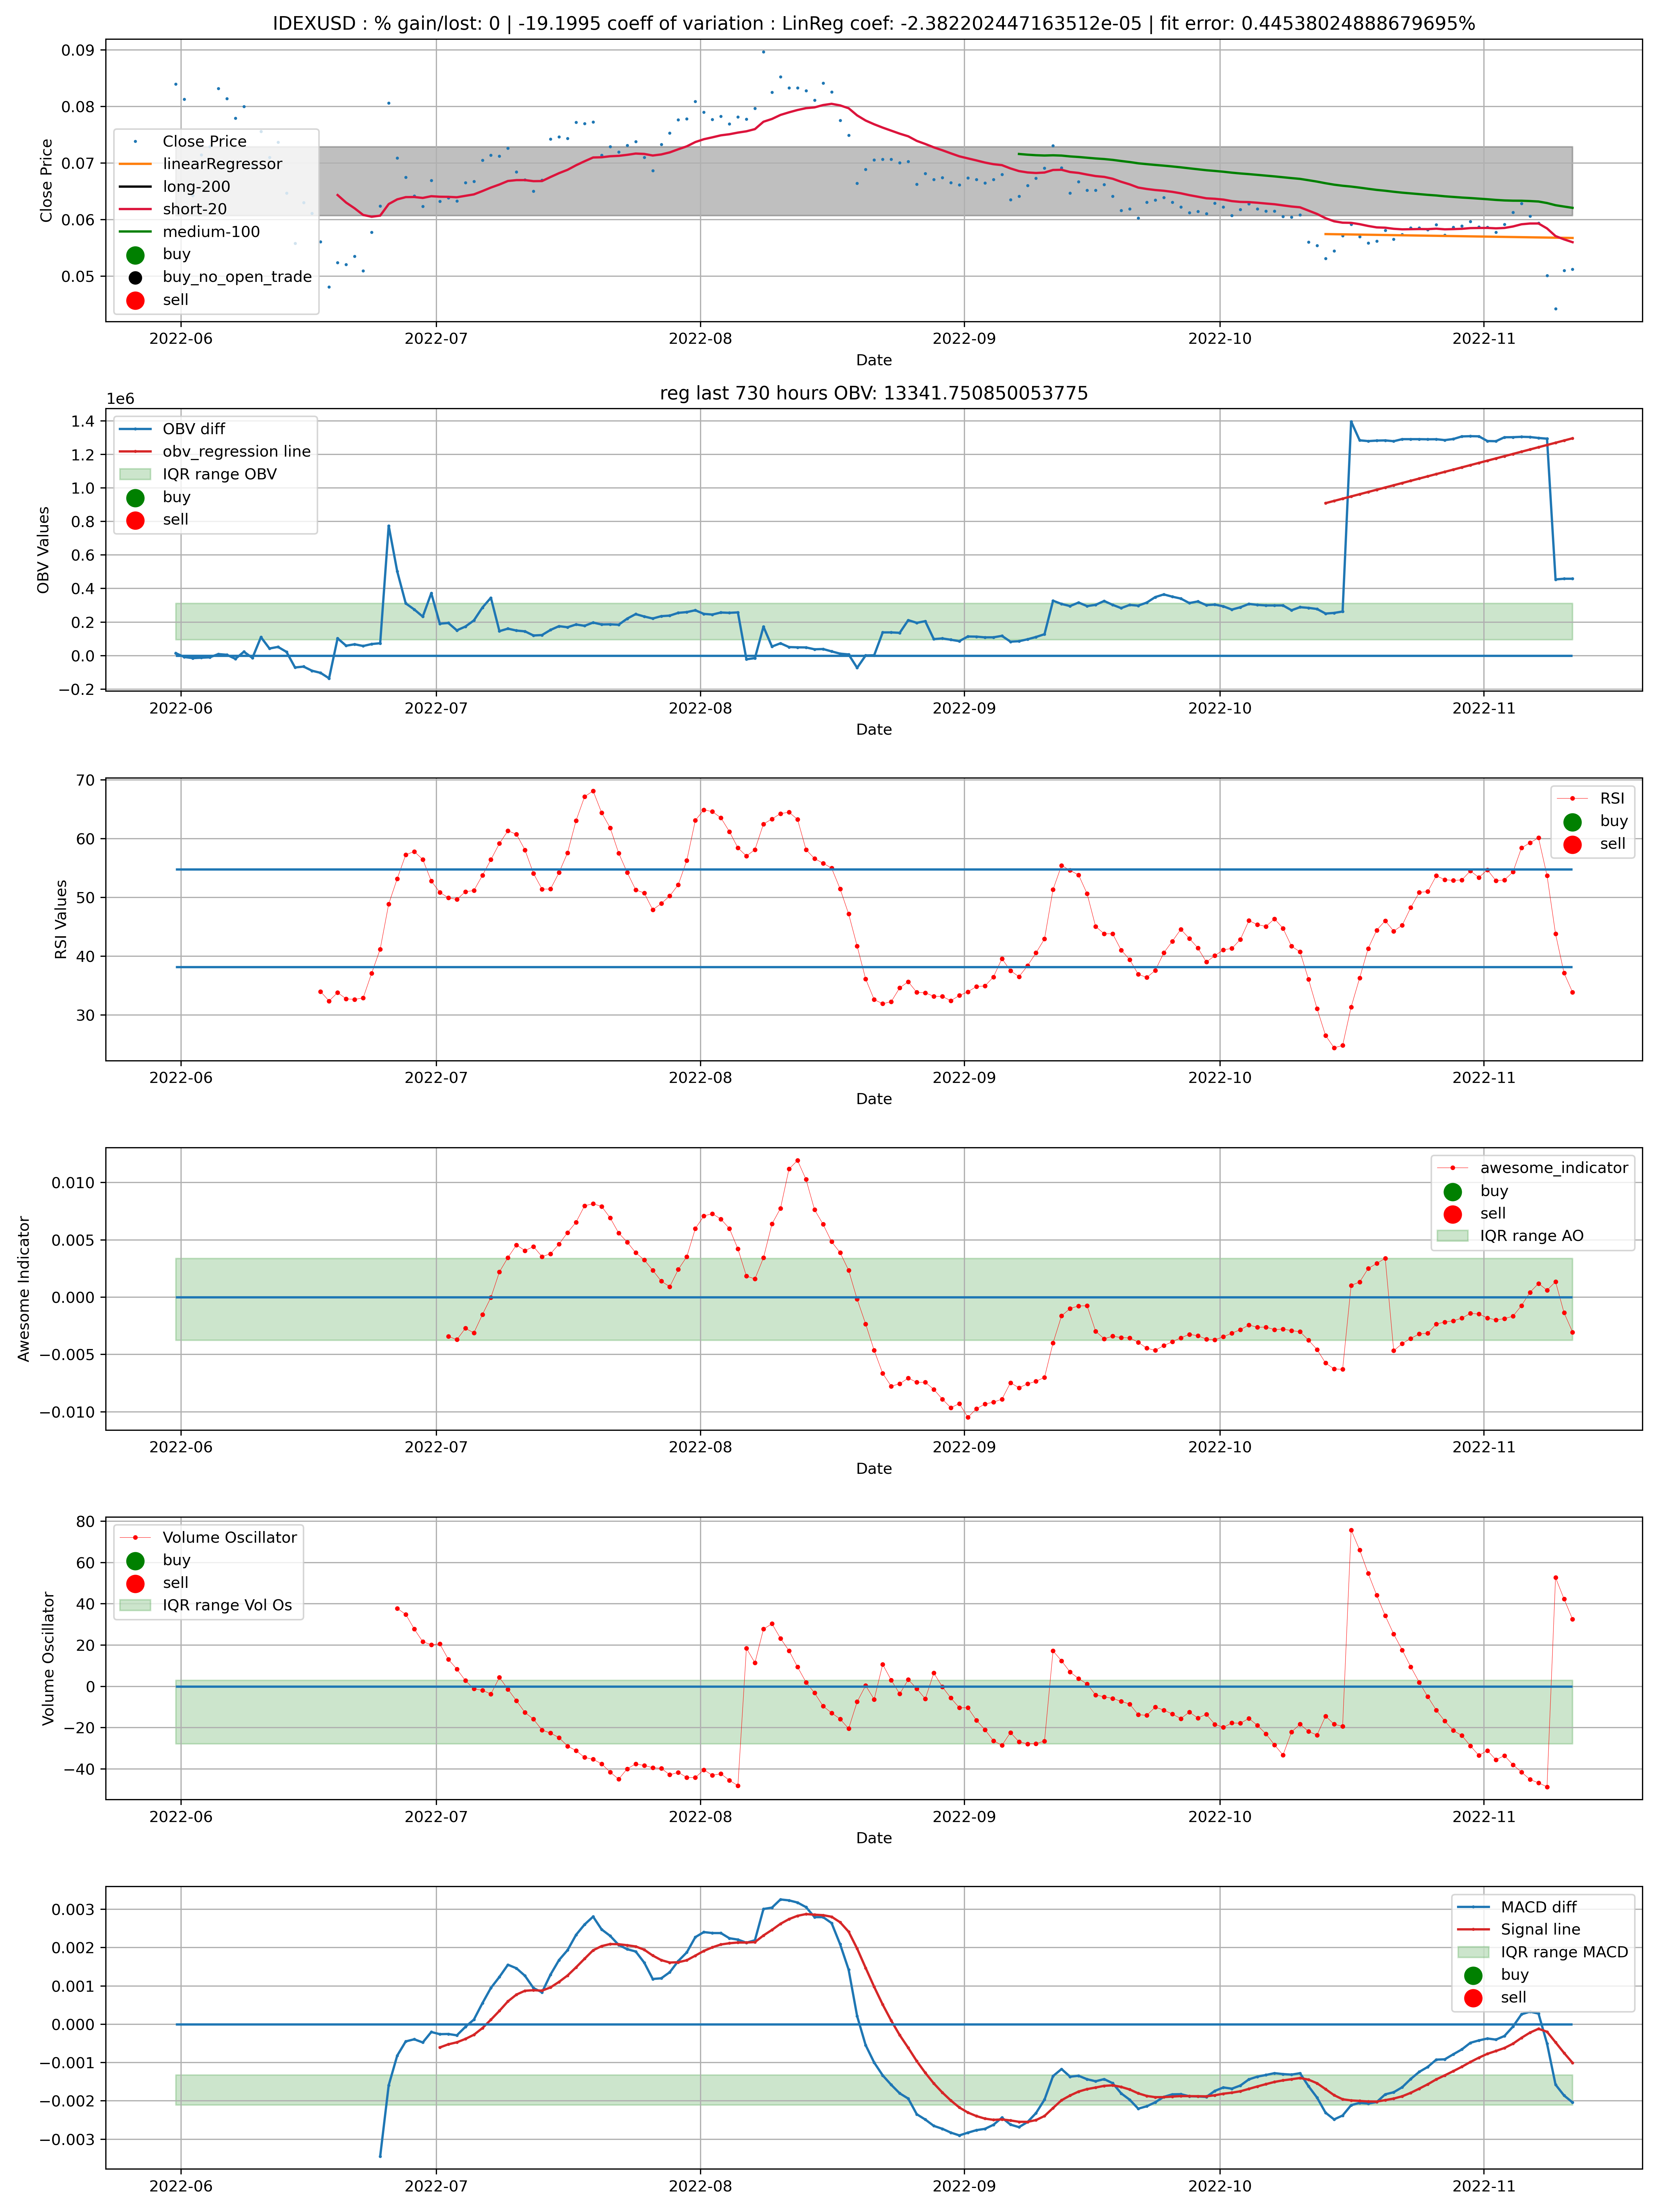 IDEXUSD : % gain/lost: 0 | -19.1995 coeff of variation : LinReg coef: -2.382202447163512e-05 | fit error: 0.44538024888679695%
0.09
0.08
0.07
0.06
0.05
Close Price
Close Price
linearRegressor
long-200
short-20
medium-100
buy
buy_no_open_trade
sell
2022-06
2022-07
2022-08
2022-09
2022-10
2022-11
Date
reg last 730 hours OBV: 13341.750850053775
1e6
1.4
1.2
1.0
0.8
0.6
0.4
0.2
0.0
−0.2
OBV Values
OBV diff
obv_regression line
IQR range OBV
buy
sell
2022-06
2022-07
2022-08
2022-09
2022-10
2022-11
Date
70
60
50
40
30
RSI Values
RSI
buy
sell
2022-06
2022-07
2022-08
2022-09
2022-10
2022-11
Date
0.010
0.005
0.000
−0.005
−0.010
Awesome Indicator
awesome_indicator
buy
sell
IQR range AO
2022-06
2022-07
2022-08
2022-09
2022-10
2022-11
Date
80
60
40
20
0
−20
−40
Volume Oscillator
Volume Oscillator
buy
sell
IQR range Vol Os
2022-06
2022-07
2022-08
2022-09
2022-10
2022-11
Date
0.003
0.002
0.001
0.000
−0.001
−0.002
−0.003
MACD diff
Signal line
IQR range MACD
buy
sell
2022-06
2022-07
2022-08
2022-09
2022-10
2022-11